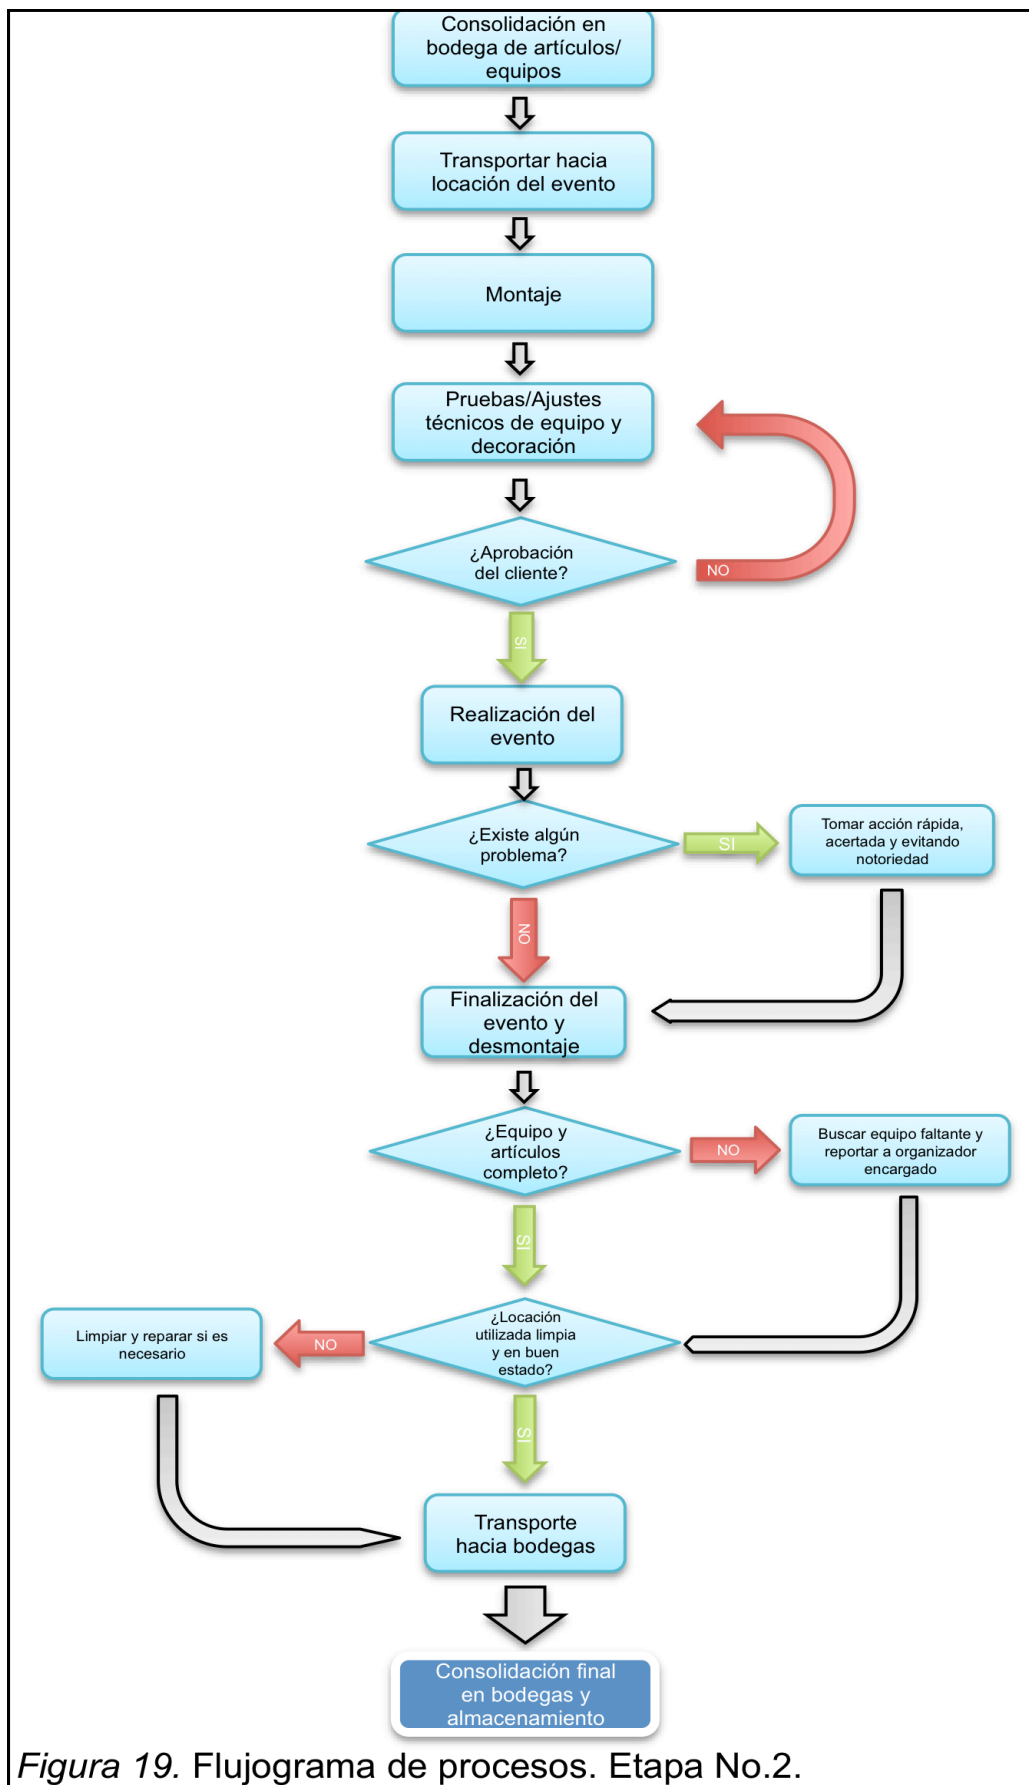 Consolidación en
bodega de artículos/
equipos
Transportar hacia
locación del evento
Montaje
Pruebas/Ajustes
técnicos de equipo y
decoración
¿Aprobación
del cliente?
NO
SI
Realización del
evento
¿Existe algún
problema?
SI
Tomar acción rápida,
acertada y evitando
notoriedad
NO
Finalización del
evento y
desmontaje
¿Equipo y
artículos
completo?
NO
Buscar equipo faltante y
reportar a organizador
encargado
SI
¿Locación
utilizada limpia
y en buen
estado?
NO
Limpiar y reparar si es
necesario
SI
Transporte
hacia bodegas
Consolidación final
en bodegas y
almacenamiento
Figura 19. Flujograma de procesos. Etapa No.2.